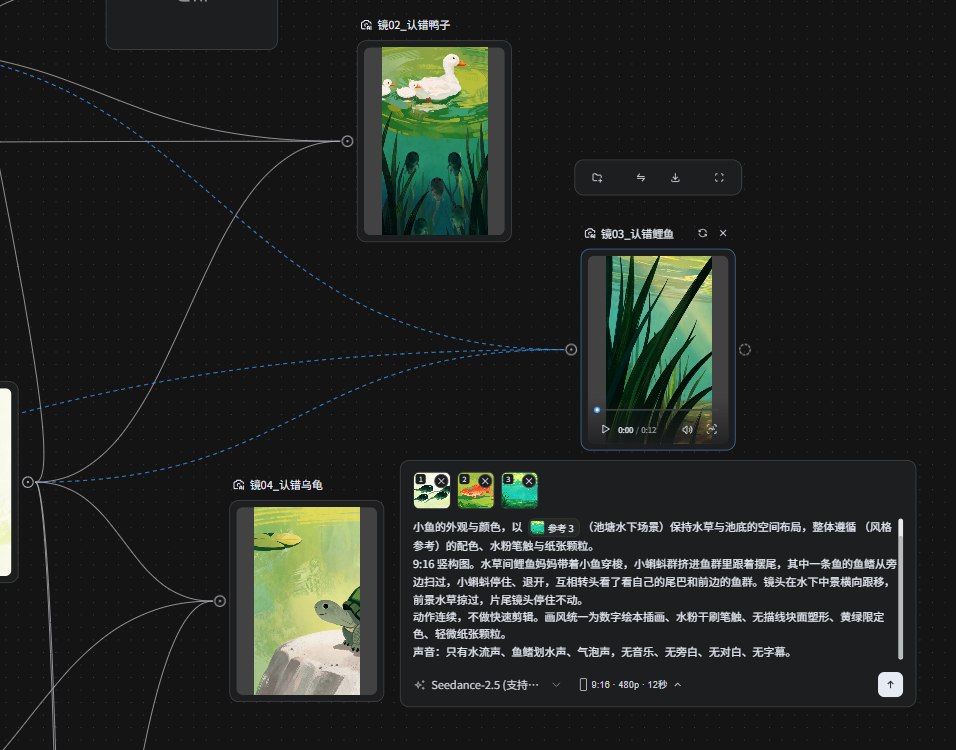 镜02_认错鸭子
镜03_认错鲤鱼
0:00 / 0:12
镜04_认错乌龟
1
2
3
小鱼的外观与颜色，以 参考 3 （池塘水下场景）保持水草与池底的空间布局，整体遵循 （风格
参考）的配色、水粉笔触与纸张颗粒。
9:16 竖构图。水草间鲤鱼妈妈带着小鱼穿梭，小蝌蚪群挤进鱼群里跟着摆尾，其中一条鱼的鱼鳍从旁
边扫过，小蝌蚪停住、退开，互相转头看了看自己的尾巴和前边的鱼群。镜头在水下中景横向跟移，
前景水草掠过，片尾镜头停住不动。
动作连续，不做快速剪辑。画风统一为数字绘本插画、水粉干刷笔触、无描线块面塑形、黄绿限定
色、轻微纸张颗粒。
声音：只有水流声、鱼鳍划水声、气泡声，无音乐、无旁白、无对白、无字幕。
Seedance-2.5 (支持···
9:16 · 480p · 12秒